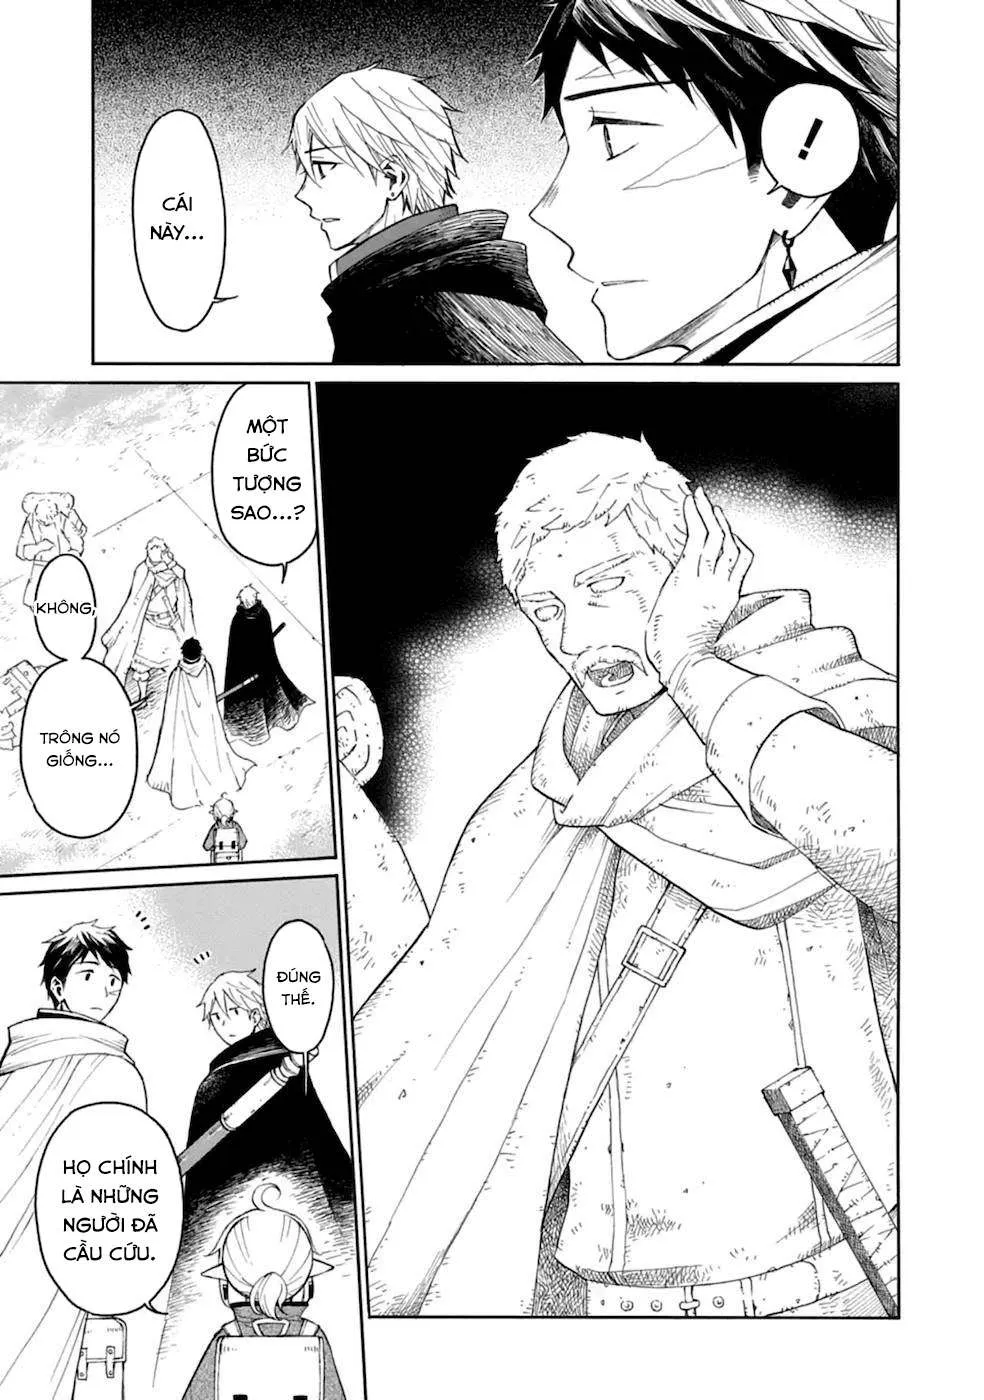 !
CÁI
NÀY...
MỘT
BỨC
TƯỢNG
SAO...?
KHÔNG,
TRÔNG NÓ
GIỐNG...
ĐÚNG
THẾ.
HỌ CHÍNH
LÀ NHỮNG
NGƯỜI ĐÃ
CẦU CỨU.